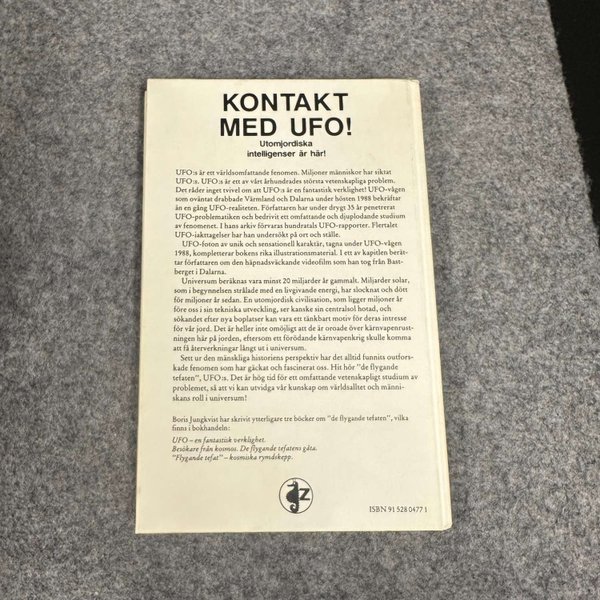 KONTAKT
MED UFO!
Utomjordiska
intelligenser är här!
UFO:s är ett världsomfattande fenomen. Miljoner människor har siktat
UFO:s. UFO:s är ett av vårt århundrades största vetenskapliga problem.
Det råder inget tvivel om att UFO:s är en fantastisk verklighet! UFO-vågen
som oväntat drabbade Värmland och Dalarna under hösten 1988 bekräftar
än en gång UFO-realiteten. Författaren har under drygt 35 år penetrerat
UFO-problematiken och bedrivit ett omfattande och djuplodande studium
av fenomenet. I hans arkiv förvaras hundratals UFO-rapporter. Flertalet
UFO-iakttagelser har han undersökt på ort och ställe.
UFO-foton av unik och sensationell karaktär, tagna under UFO-vågen
1988, kompletterar bokens rika illustrationsmaterial. I ett av kapitlen berät-
tar författaren om den häpnadsväckande videofilm som han tog från Bast-
berget i Dalarna.
Universum beräknas vara minst 20 miljarder år gammalt. Miljarder solar,
som i begynnelsen strålade med en livgivande energi, har slocknat och dött
för miljoner år sedan. En utomjordisk civilisation, som ligger miljoner år
före oss i sin tekniska utveckling, ser kanske sin centralsol hotad, och
sökandet efter nya boplatser kan vara ett tänkbart motiv för deras intresse
för vår jord. Det är heller inte omöjligt att de är oroade över kärnvapenrust-
ningen här på jorden, eftersom ett förödande kärnvapenkrig skulle komma
att få återverkningar långt ut i universum.
Sett ur den mänskliga historiens perspektiv har det alltid funnits outfors-
kade fenomen som har gäckat och fascinerat oss. Hit hör "de flygande
tefaten", UFO:s. Det är hög tid för ett omfattande vetenskapligt studium av
problemet, så att vi kan utvidga vår kunskap om världsalltet och männi-
skans roll i universum!
Boris Jungkvist har skrivit ytterligare tre böcker om "de flygande tefaten", vilka
finns i bokhandeln:
UFO – en fantastisk verklighet.
Besökare från kosmos. De flygande tefatens gåta.
"Flygande tefat" – kosmiska rymdskepp.
Z
ISBN 91 528 0477 1